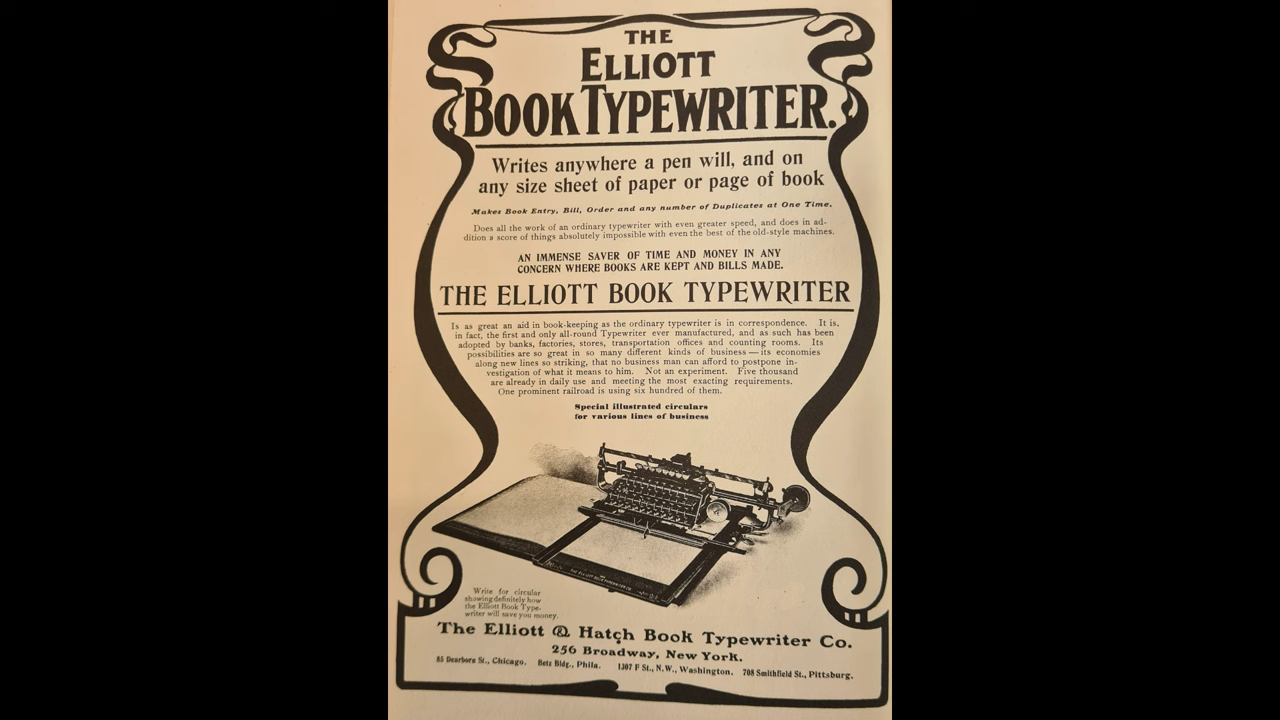 THE
ELLIOTT
BOOK TYPEWRITER.
Writes anywhere a pen will, and on
any size sheet of paper or page of book
Makes Book Entry, Bill, Order and any number of Duplicates at One Time.
Does all the work of an ordinary typewriter with even greater speed, and does in ad-
dition a score of things absolutely impossible with even the best of the old-style machines.
AN IMMENSE SAVER OF TIME AND MONEY IN ANY
CONCERN WHERE BOOKS ARE KEPT AND BILLS MADE.
THE ELLIOTT BOOK TYPEWRITER
Is as great an aid in book-keeping as the ordinary typewriter is in correspondence. It is,
in fact, the first and only all-round Typewriter ever manufactured, and as such has been
adopted by banks, factories, stores, transportation offices and counting rooms. Its
possibilities are so great in so many different kinds of business—its economies
along new lines so striking, that no business man can afford to postpone in-
vestigation of what it means to him. Not an experiment. Five thousand
are already in daily use and meeting the most exacting requirements.
One prominent railroad is using six hundred of them.
Special illustrated circulars
for various lines of business
THE ELLIOTT BOOK TYPEWRITER CO.
Write for circular
showing definitely how
the Elliott Book Type-
writer will save you money.
The Elliott & Hatch Book Typewriter Co.
256 Broadway, New York.
85 Dearborn St., Chicago. Betz Bldg., Phila. 1307 F St., N.W., Washington. 708 Smithfield St., Pittsburg.